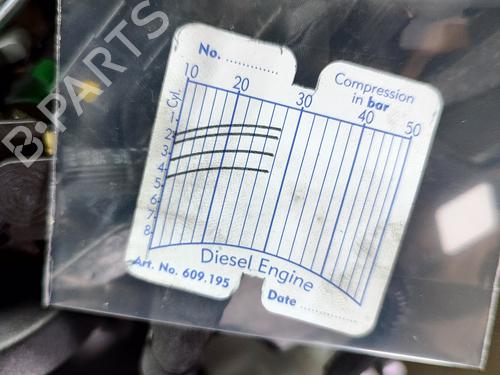 B-PARTS
No. ..............
Compression
in bar
10 20 30 40 50
Cyl.
1
2
3
4
5
6
7
8
Diesel Engine
Art. No. 609.195
Date ..................